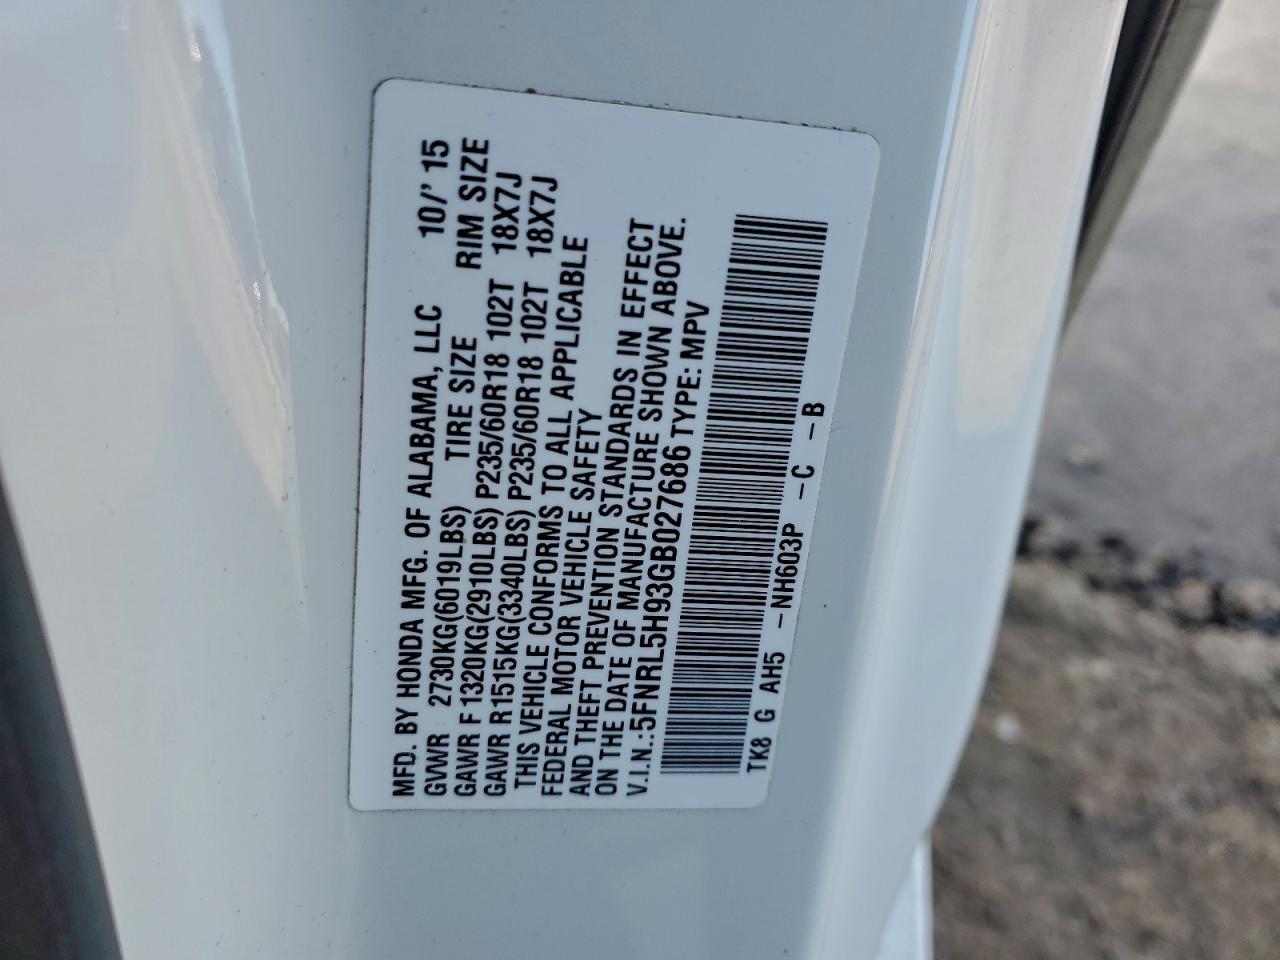 MFD. BY HONDA MFG. OF ALABAMA, LLC 10/' 15
GVWR 2730KG(6019LBS) TIRE SIZE RIM SIZE
GAWR F 1320KG(2910LBS) P235/60R18 102T 18X7J
GAWR R 1515KG(3340LBS) P235/60R18 102T 18X7J
THIS VEHICLE CONFORMS TO ALL APPLICABLE
FEDERAL MOTOR VEHICLE SAFETY
AND THEFT PREVENTION STANDARDS IN EFFECT
ON THE DATE OF MANUFACTURE SHOWN ABOVE.
V.I.N.:5FNRL5H93GB027686 TYPE: MPV
TK8 G AH5 -NH603P -C -B